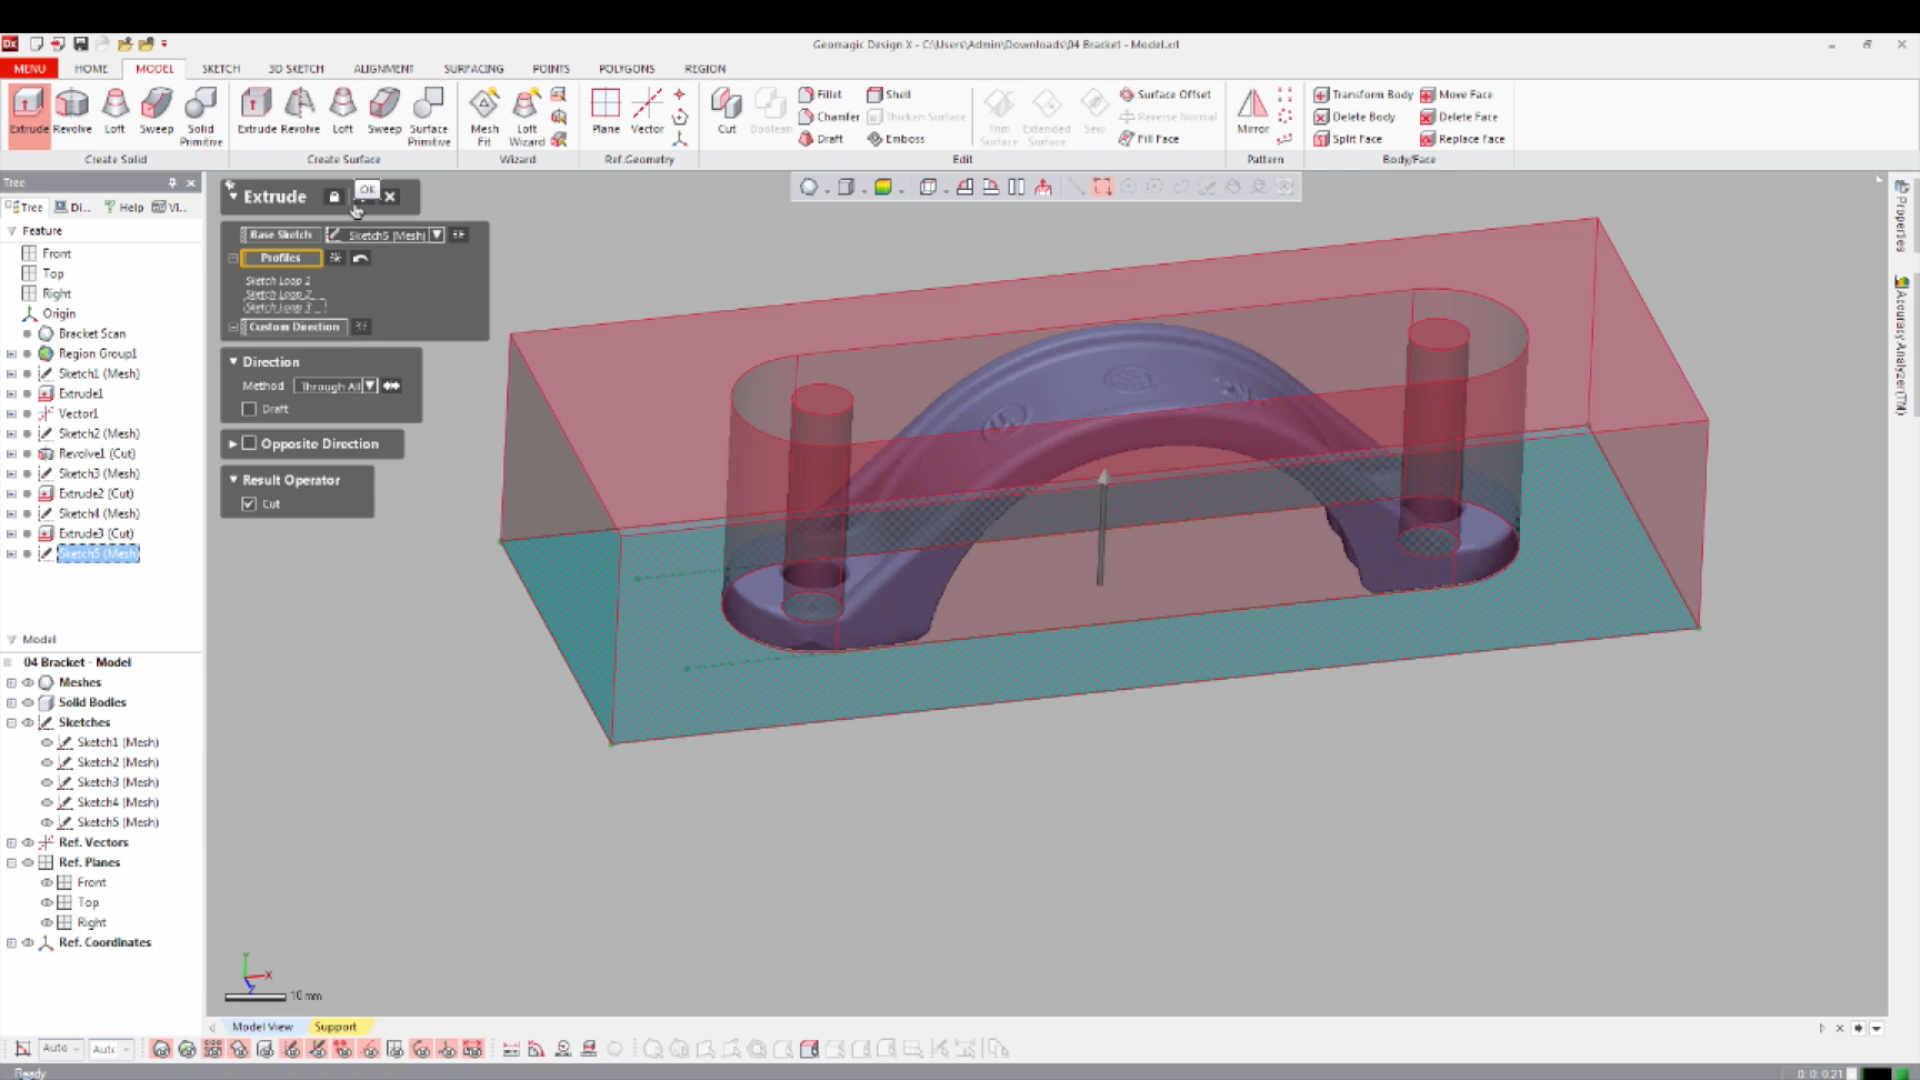 Geomagic Design X - C:\Users\Admin\Downloads\04 Bracket - Model.xrl
MENU HOME MODEL SKETCH 3D SKETCH ALIGNMENT SURFACING POINTS POLYGONS REGION
Extrude Revolve Loft Sweep Solid Primitive
Extrude Revolve Loft Sweep Surface Primitive
Mesh Fit Loft Wizard
Plane Vector
Cut Boolean
Fillet Shell
Chamfer Thicken Surface
Draft Emboss
Trim Surface Extended Surface Sew
Surface Offset
Reverse Normal
Fill Face
Mirror
Transform Body Move Face
Delete Body Delete Face
Split Face Replace Face
Create Solid Create Surface Wizard Ref.Geometry Edit Pattern Body/Face
Tree
Tree Di... Help Vi...
Feature
Front
Top
Right
Origin
Bracket Scan
Region Group1
Sketch1 (Mesh)
Extrude1
Vector1
Sketch2 (Mesh)
Revolve1 (Cut)
Sketch3 (Mesh)
Extrude2 (Cut)
Sketch4 (Mesh)
Extrude3 (Cut)
Sketch5 (Mesh)
Model
04 Bracket - Model
Meshes
Solid Bodies
Sketches
Sketch1 (Mesh)
Sketch2 (Mesh)
Sketch3 (Mesh)
Sketch4 (Mesh)
Sketch5 (Mesh)
Ref. Vectors
Ref. Planes
Front
Top
Right
Ref. Coordinates
Extrude
OK
Base Sketch Sketch5 (Mesh)
Profiles
Sketch Loop 1
Sketch Loop 2
Sketch Loop 3
Custom Direction
Direction
Method Through All
Draft
Opposite Direction
Result Operator
Cut
Properties
Accuracy Analyzer(TM)
Y
X
Z
10 mm
Model View Support
Auto Auto
Ready
0: 0: 0.21